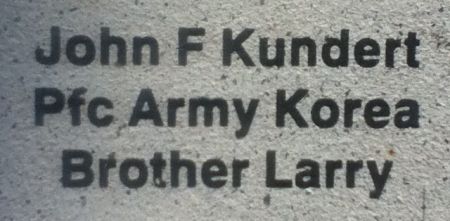 John F Kundert
Pfc Army Korea
Brother Larry